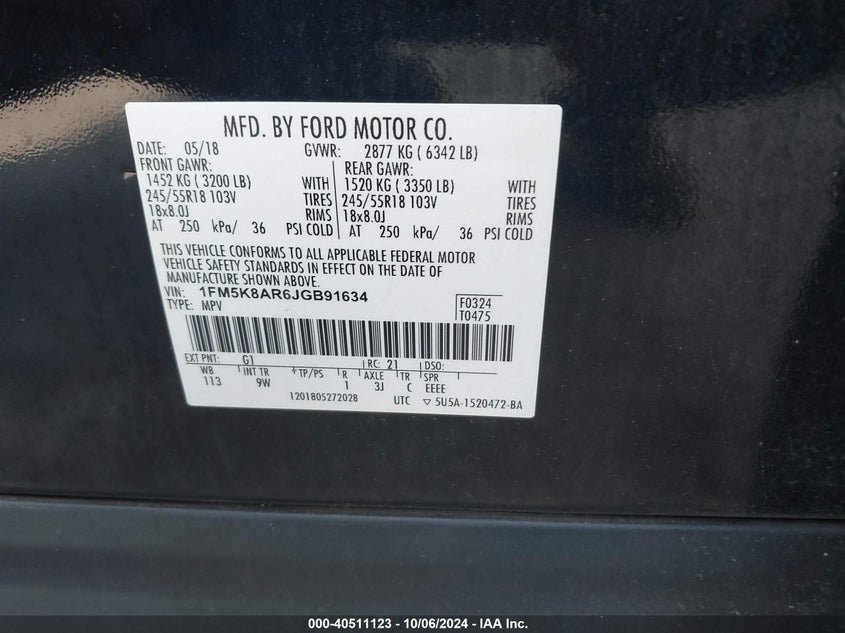 MFD. BY FORD MOTOR CO.
DATE: 05/18 GVWR: 2877 KG ( 6342 LB)
FRONT GAWR: REAR GAWR:
1452 KG ( 3200 LB) WITH 1520 KG ( 3350 LB) WITH
245/55R18 103V TIRES 245/55R18 103V TIRES
18x8.0J RIMS 18x8.0J RIMS
AT 250 kPa/ 36 PSI COLD AT 250 kPa/ 36 PSI COLD
THIS VEHICLE CONFORMS TO ALL APPLICABLE FEDERAL MOTOR
VEHICLE SAFETY STANDARDS IN EFFECT ON THE DATE OF
MANUFACTURE SHOWN ABOVE.
VIN: 1FM5K8AR6JGB91634 F0324
TYPE: MPV T0475
EXT PNT: G1 RC: 21 DSO:
WB INT TR TP/PS R AXLE TR SPR
113 9W 1 3J C EEEE
1201805272028 UTC ▽ 5U5A-1520472-BA
000-40511123 - 10/06/2024 - IAA Inc.